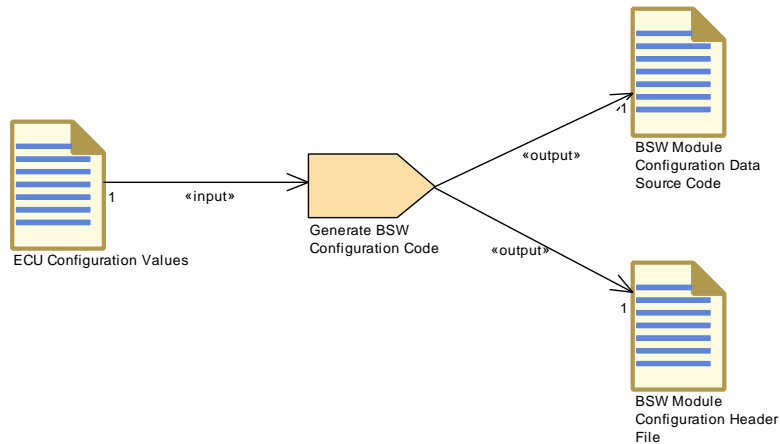 1
«input»
ECU Configuration Values
Generate BSW
Configuration Code
«output»
1
BSW Module
Configuration Data
Source Code
«output»
1
BSW Module
Configuration Header
File